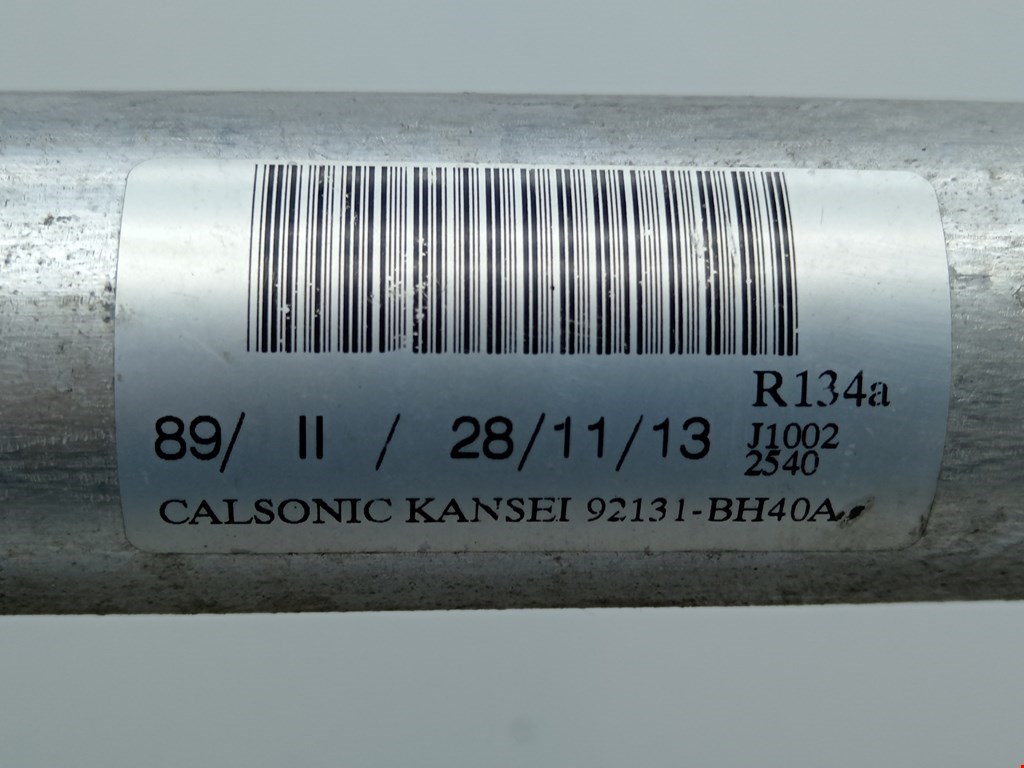 R134a
89/ II / 28/11/13
J1002
2540
CALSONIC KANSEI 92131-BH40A